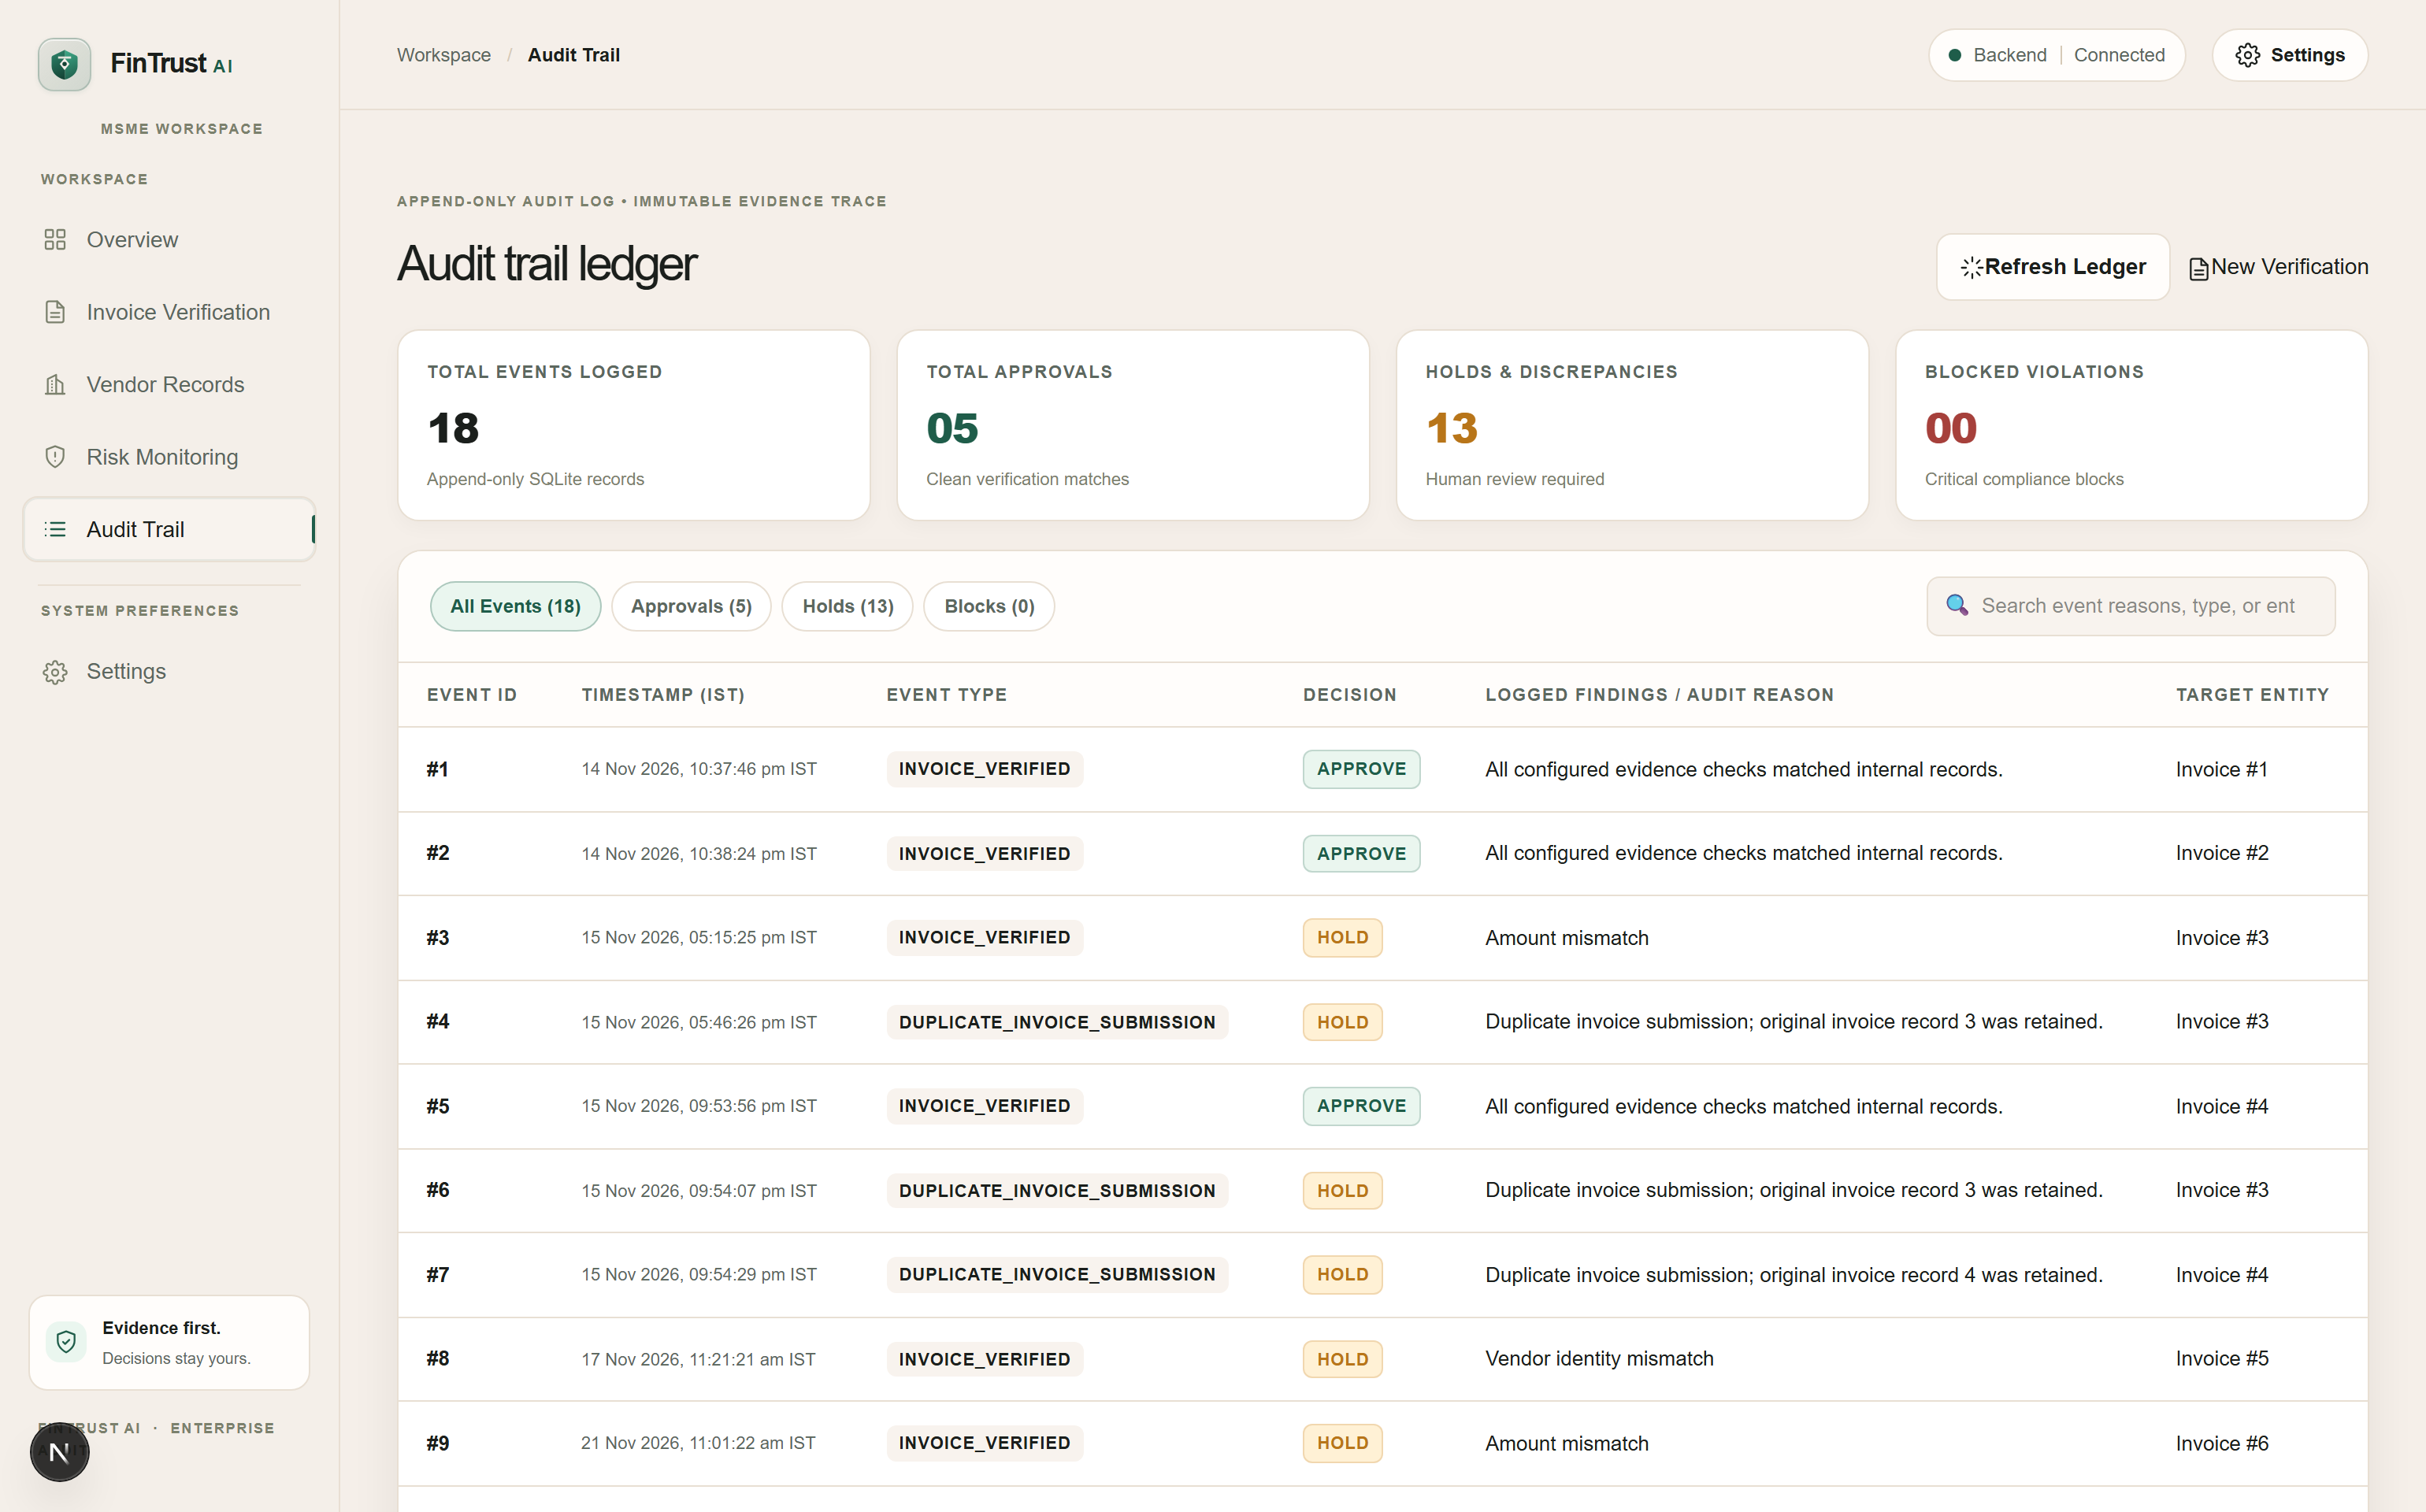 FinTrust AI
MSME WORKSPACE
WORKSPACE
Overview
Invoice Verification
Vendor Records
Risk Monitoring
Audit Trail
SYSTEM PREFERENCES
Settings
Evidence first.
Decisions stay yours.
FINTRUST AI · ENTERPRISE
N
Workspace / Audit Trail
Backend | Connected
Settings
APPEND-ONLY AUDIT LOG • IMMUTABLE EVIDENCE TRACE
Audit trail ledger
Refresh Ledger
New Verification
TOTAL EVENTS LOGGED
18
Append-only SQLite records
TOTAL APPROVALS
05
Clean verification matches
HOLDS & DISCREPANCIES
13
Human review required
BLOCKED VIOLATIONS
00
Critical compliance blocks
All Events (18) Approvals (5) Holds (13) Blocks (0)
Search event reasons, type, or ent
EVENT ID TIMESTAMP (IST) EVENT TYPE DECISION LOGGED FINDINGS / AUDIT REASON TARGET ENTITY
#1 14 Nov 2026, 10:37:46 pm IST INVOICE_VERIFIED APPROVE All configured evidence checks matched internal records. Invoice #1
#2 14 Nov 2026, 10:38:24 pm IST INVOICE_VERIFIED APPROVE All configured evidence checks matched internal records. Invoice #2
#3 15 Nov 2026, 05:15:25 pm IST INVOICE_VERIFIED HOLD Amount mismatch Invoice #3
#4 15 Nov 2026, 05:46:26 pm IST DUPLICATE_INVOICE_SUBMISSION HOLD Duplicate invoice submission; original invoice record 3 was retained. Invoice #3
#5 15 Nov 2026, 09:53:56 pm IST INVOICE_VERIFIED APPROVE All configured evidence checks matched internal records. Invoice #4
#6 15 Nov 2026, 09:54:07 pm IST DUPLICATE_INVOICE_SUBMISSION HOLD Duplicate invoice submission; original invoice record 3 was retained. Invoice #3
#7 15 Nov 2026, 09:54:29 pm IST DUPLICATE_INVOICE_SUBMISSION HOLD Duplicate invoice submission; original invoice record 4 was retained. Invoice #4
#8 17 Nov 2026, 11:21:21 am IST INVOICE_VERIFIED HOLD Vendor identity mismatch Invoice #5
#9 21 Nov 2026, 11:01:22 am IST INVOICE_VERIFIED HOLD Amount mismatch Invoice #6